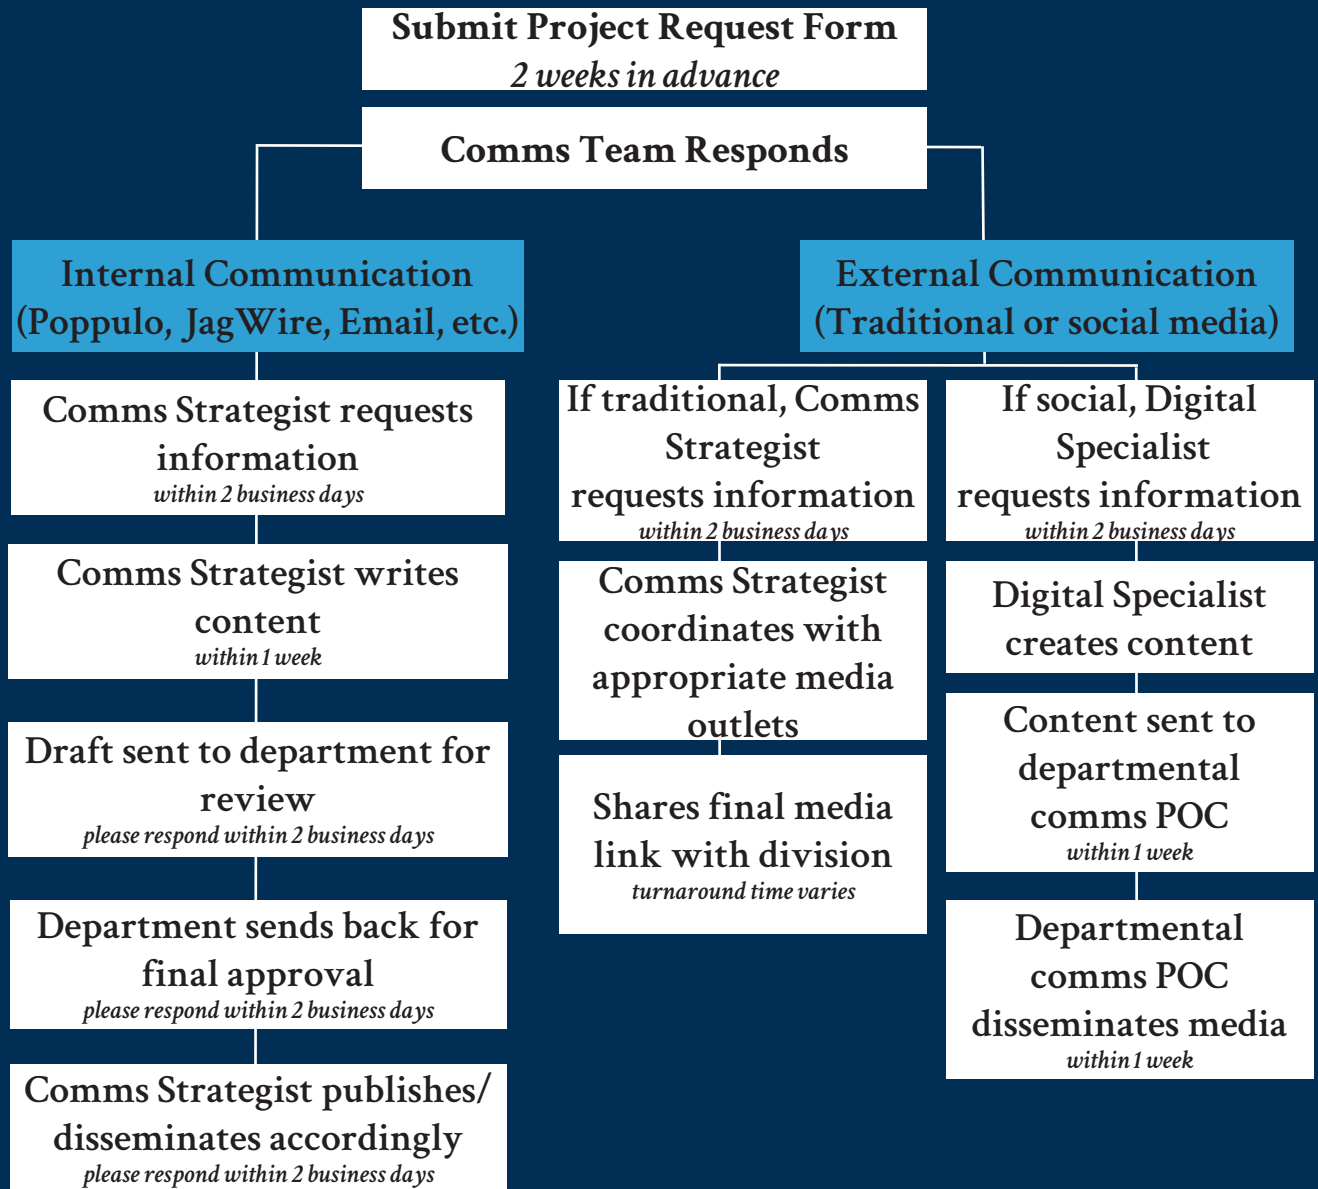 Submit Project Request Form
2 weeks in advance
Comms Team Responds
Internal Communication
(Poppulo, JagWire, Email, etc.)
Comms Strategist requests
information
within 2 business days
Comms Strategist writes
content
within 1 week
Draft sent to department for
review
please respond within 2 business days
Department sends back for
final approval
please respond within 2 business days
Comms Strategist publishes/
disseminates accordingly
please respond within 2 business days
External Communication
(Traditional or social media)
If traditional, Comms
Strategist
requests information
within 2 business days
Comms Strategist
coordinates with
appropriate media
outlets
Shares final media
link with division
turnaround time varies
If social, Digital
Specialist
requests information
within 2 business days
Digital Specialist
creates content
Content sent to
departmental
comms POC
within 1 week
Departmental
comms POC
disseminates media
within 1 week